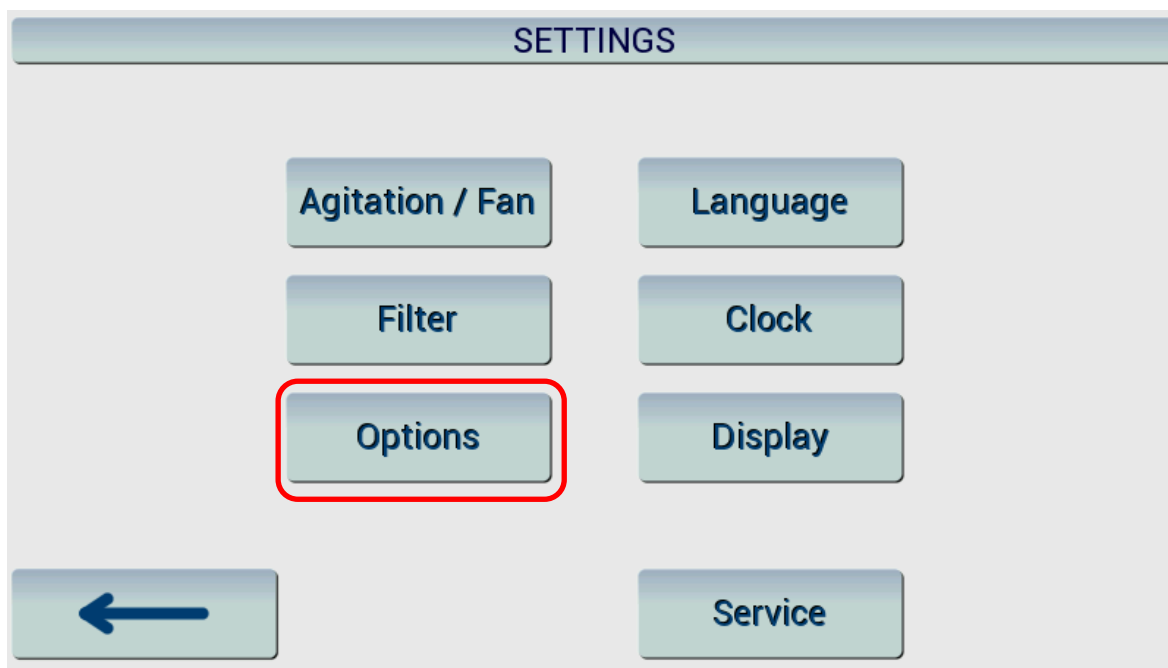 SETTINGS
Agitation / Fan
Language
Filter
Clock
Options
Display
Service